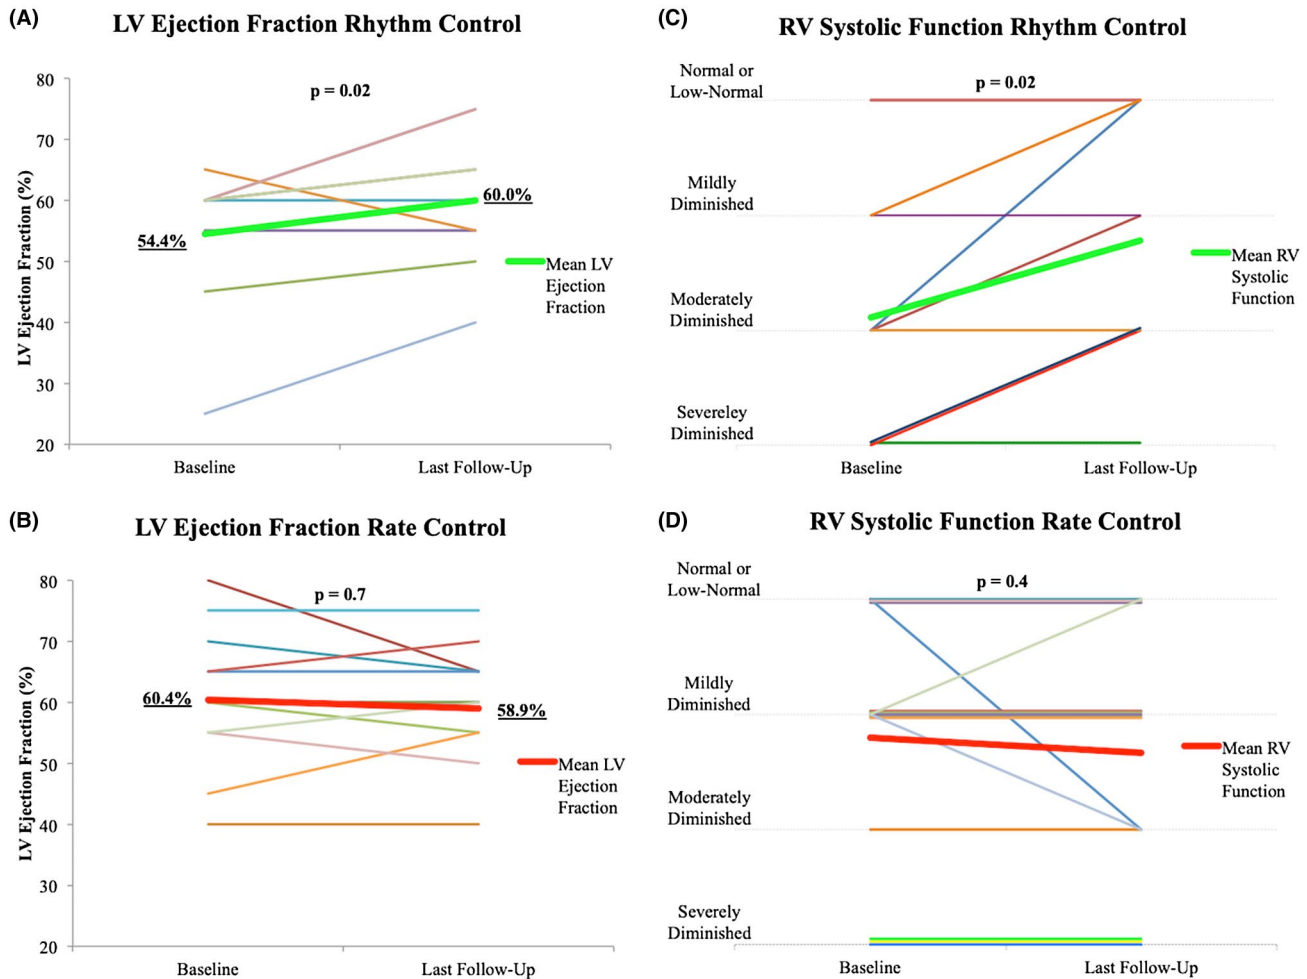 (A)
LV Ejection Fraction Rhythm Control
80
70
60
50
40
30
20
LV Ejection Fraction (%)
p = 0.02
54.4%
60.0%
Mean LV
Ejection
Fraction
Baseline
Last Follow-Up
(C)
RV Systolic Function Rhythm Control
Normal or
Low-Normal
Mildly
Diminished
Moderately
Diminished
Severeley
Diminished
p = 0.02
Mean RV
Systolic
Function
Baseline
Last Follow-Up
(B)
LV Ejection Fraction Rate Control
80
70
60
50
40
30
20
LV Ejection Fraction (%)
p = 0.7
60.4%
58.9%
Mean LV
Ejection
Fraction
Baseline
Last Follow-Up
(D)
RV Systolic Function Rate Control
Normal or
Low-Normal
Mildly
Diminished
Moderately
Diminished
Severely
Diminished
p = 0.4
Mean RV
Systolic
Function
Baseline
Last Follow-Up